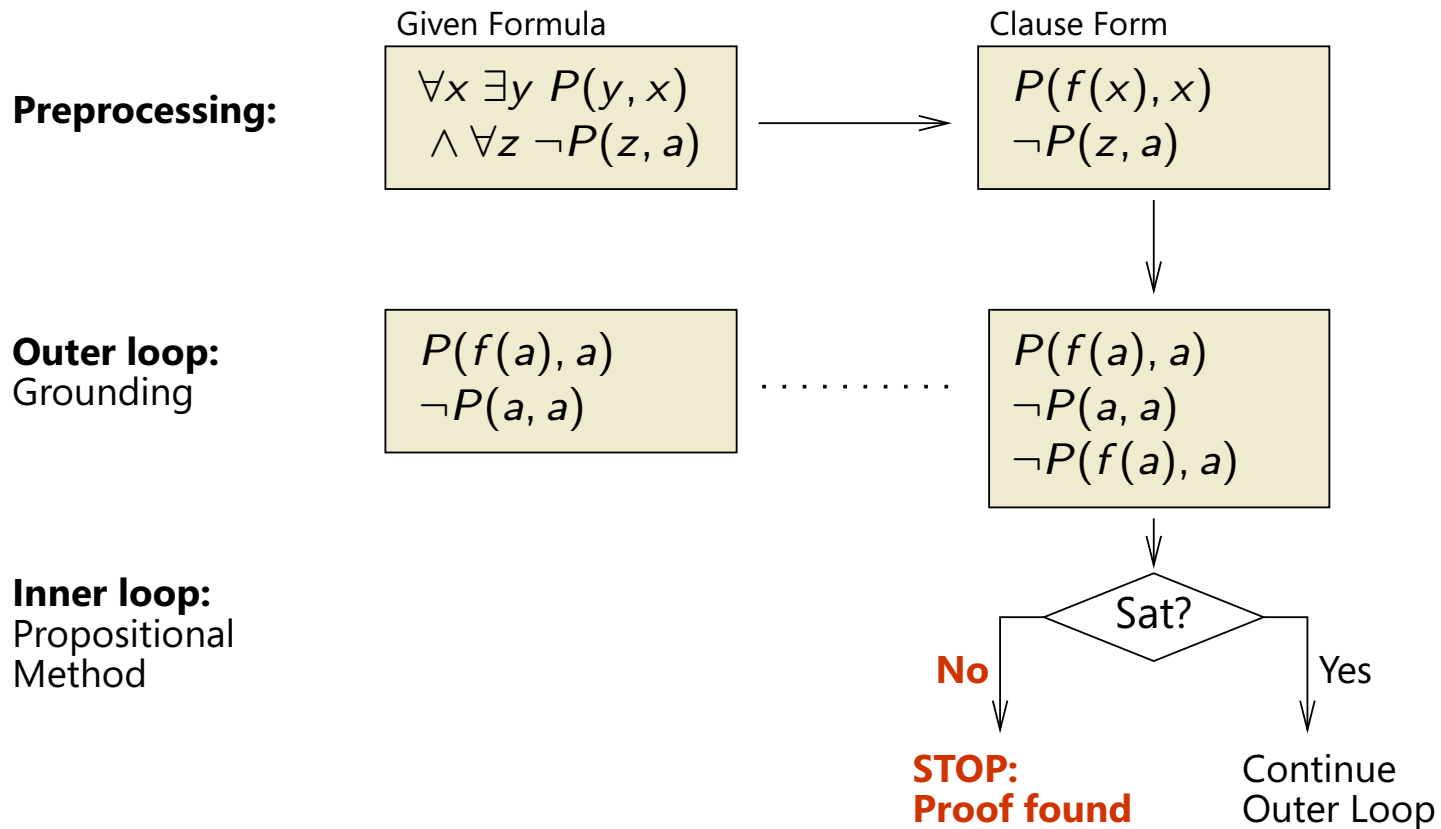 Given Formula
Clause Form
Preprocessing:
∀x ∃y P(y, x)
∧ ∀z ¬P(z, a)
P(f(x), x)
¬P(z, a)
Outer loop:
Grounding
P(f(a), a)
¬P(a, a)
. . . . . . . . . .
P(f(a), a)
¬P(a, a)
¬P(f(a), a)
Inner loop:
Propositional
Method
Sat?
No
Yes
STOP:
Proof found
Continue
Outer Loop